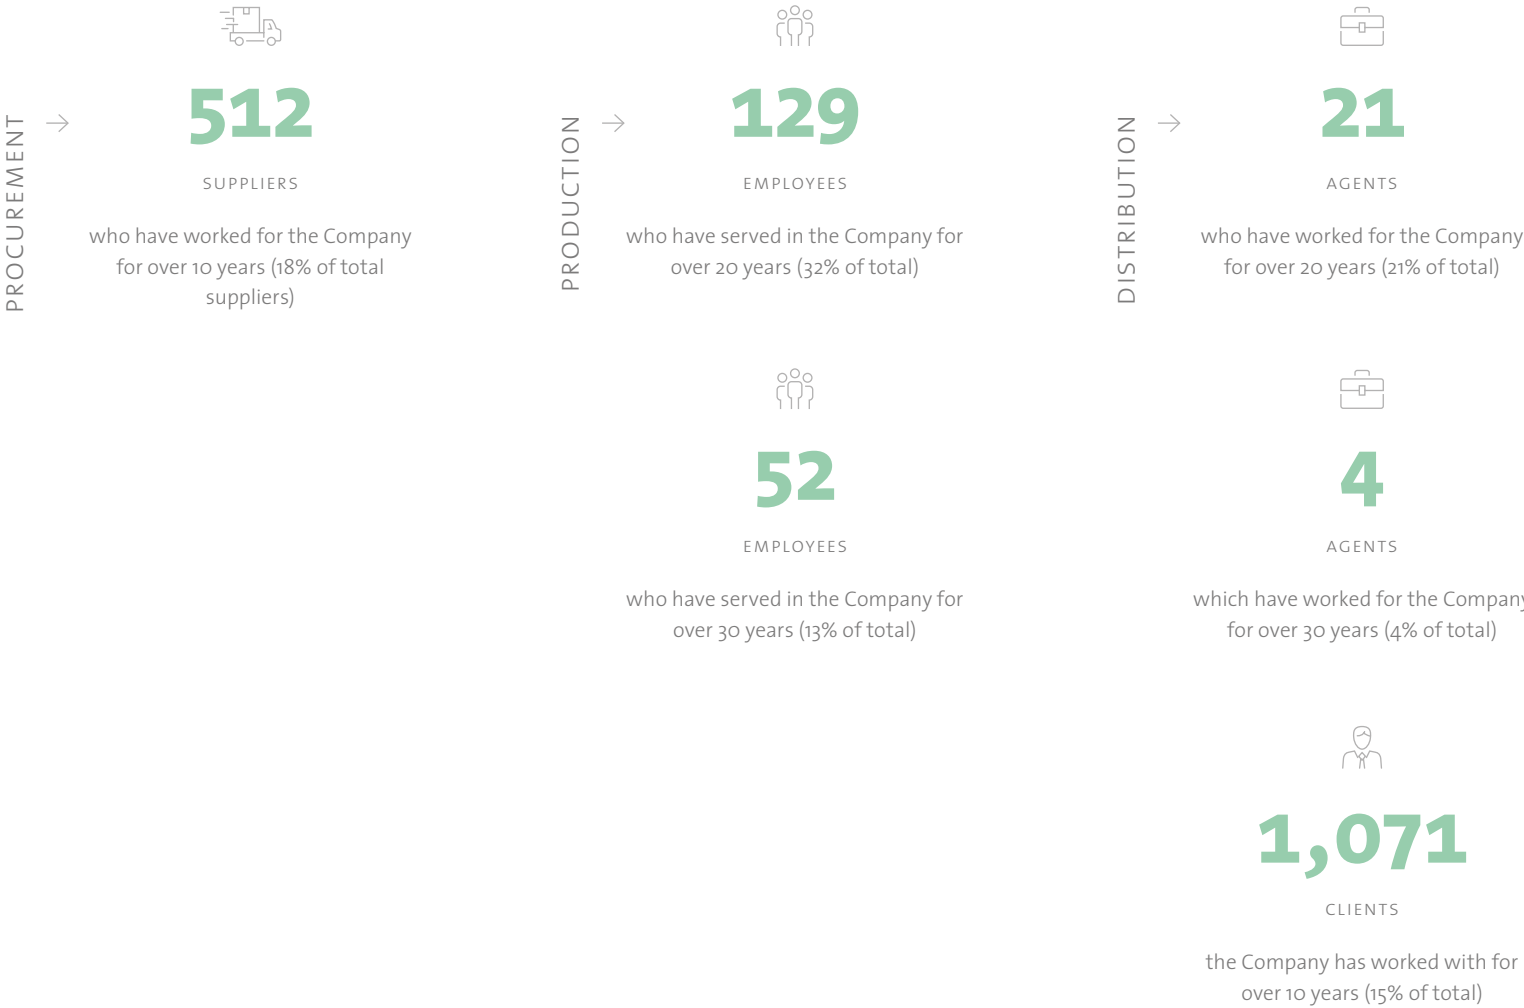 PROCUREMENT
512
SUPPLIERS
who have worked for the Company
for over 10 years (18% of total
suppliers)
PRODUCTION
129
EMPLOYEES
who have served in the Company for
over 20 years (32% of total)
52
EMPLOYEES
who have served in the Company for
over 30 years (13% of total)
DISTRIBUTION
21
AGENTS
who have worked for the Company
for over 20 years (21% of total)
4
AGENTS
which have worked for the Company
for over 30 years (4% of total)
1,071
CLIENTS
the Company has worked with for
over 10 years (15% of total)